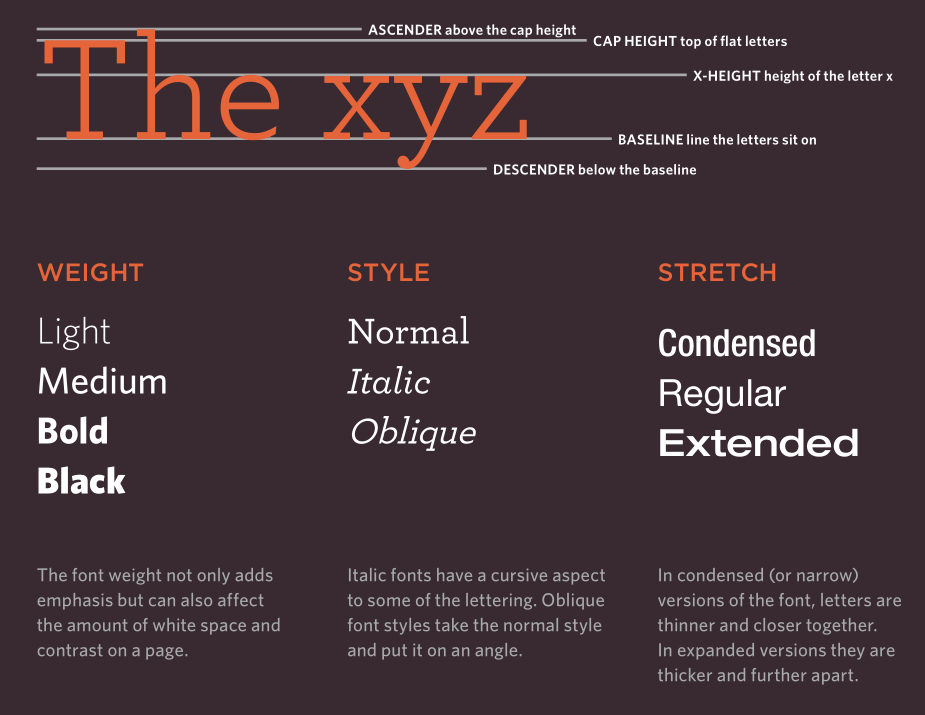 ASCENDER above the cap height
CAP HEIGHT top of flat letters
The xyz
X-HEIGHT height of the letter x
BASELINE line the letters sit on
DESCENDER below the baseline
WEIGHT
Light
Medium
Bold
Black
The font weight not only adds
emphasis but can also affect
the amount of white space and
contrast on a page.
STYLE
Normal
Italic
Oblique
Italic fonts have a cursive aspect
to some of the lettering. Oblique
font styles take the normal style
and put it on an angle.
STRETCH
Condensed
Regular
Extended
In condensed (or narrow)
versions of the font, letters are
thinner and closer together.
In expanded versions they are
thicker and further apart.